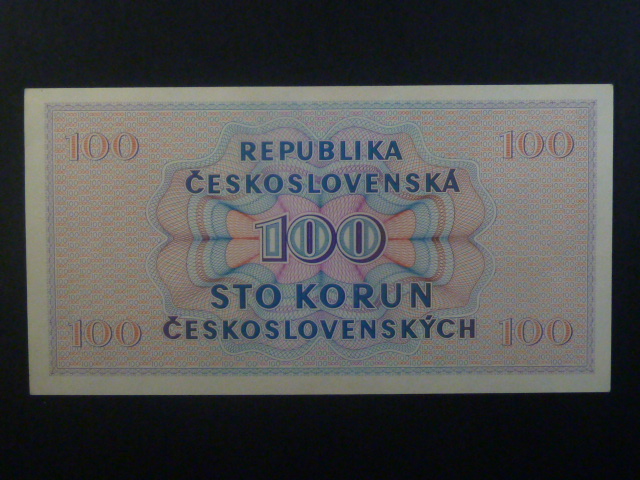 100 100
REPUBLIKA
ČESKOSLOVENSKÁ
100
STO KORUN
ČESKOSLOVENSKÝCH
100 100